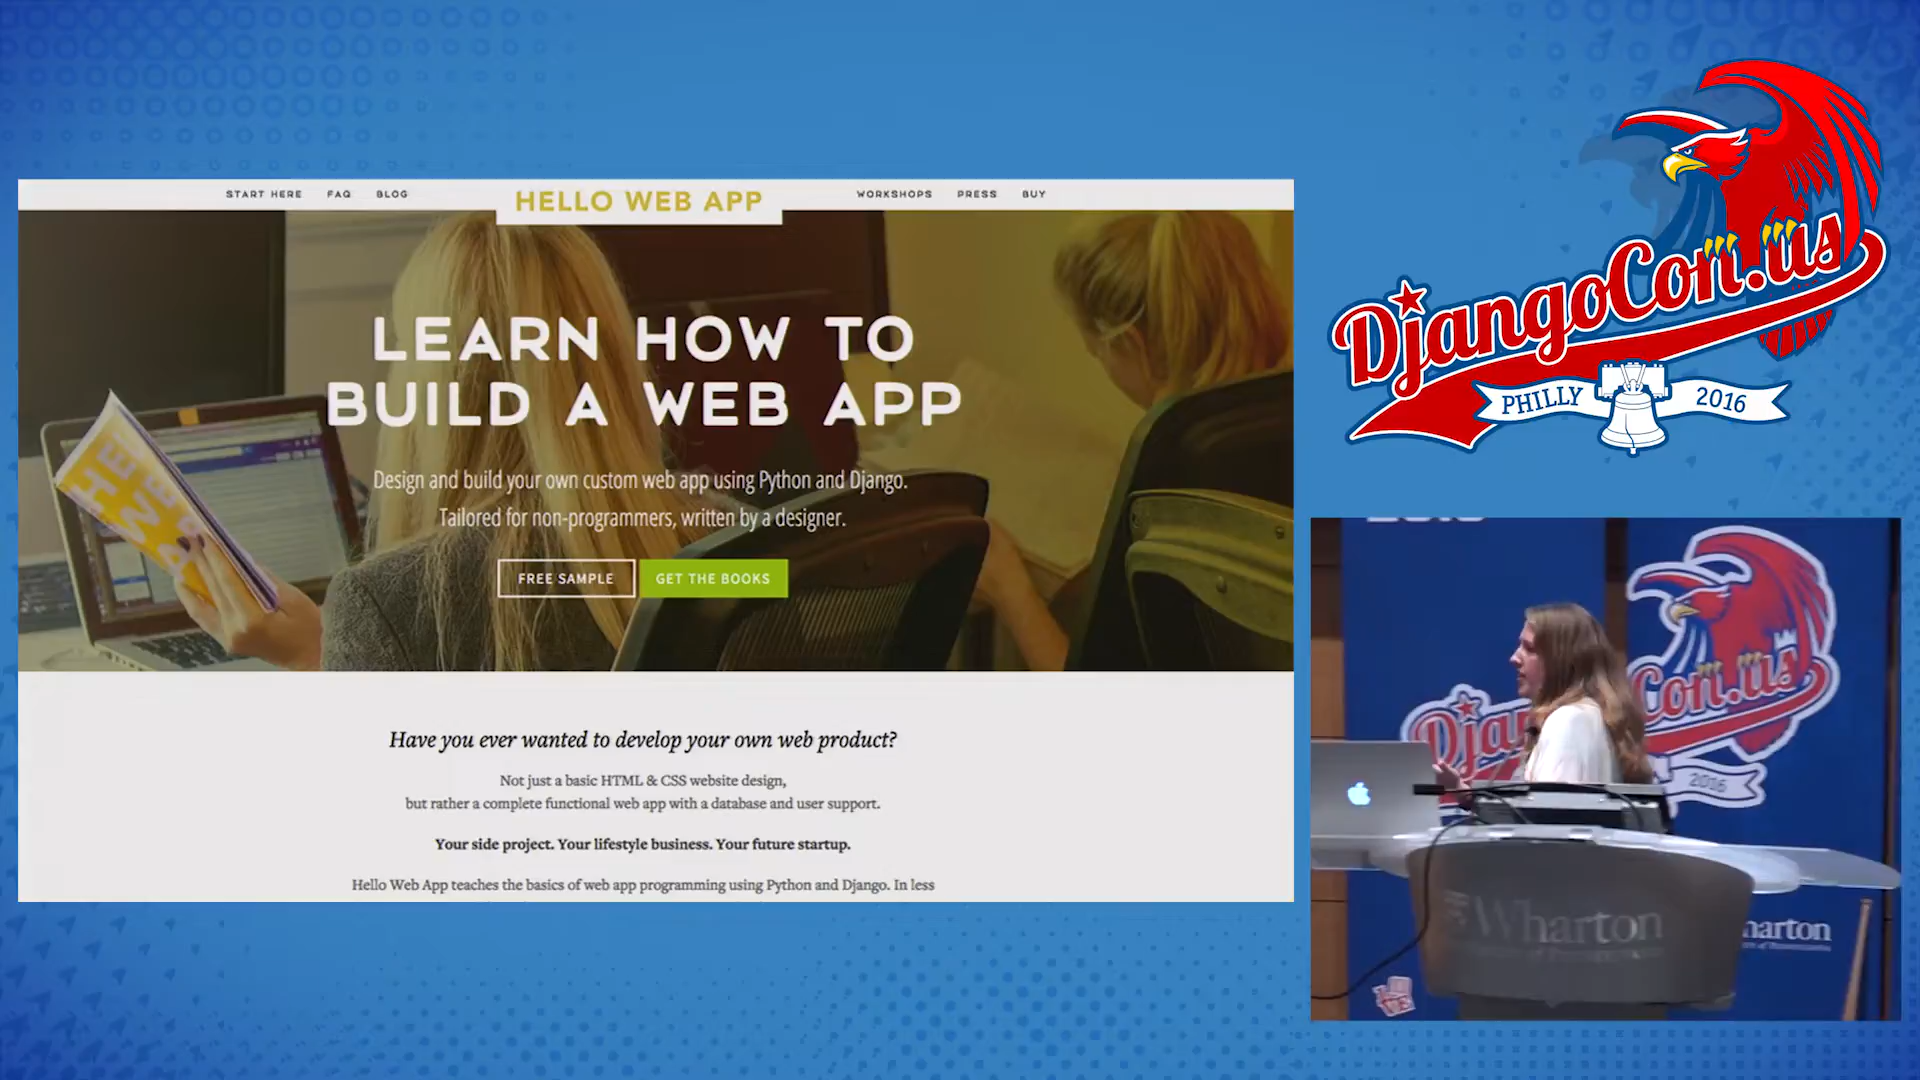 START HERE FAQ BLOG HELLO WEB APP WORKSHOPS PRESS BUY
LEARN HOW TO
BUILD A WEB APP
Design and build your own custom web app using Python and Django.
Tailored for non-programmers, written by a designer.
FREE SAMPLE GET THE BOOKS
Have you ever wanted to develop your own web product?
Not just a basic HTML & CSS website design,
but rather a complete functional web app with a database and user support.
Your side project. Your lifestyle business. Your future startup.
Hello Web App teaches the basics of web app programming using Python and Django. In less
DjangoCon.us
PHILLY 2016
Con.us
2016
Wharton